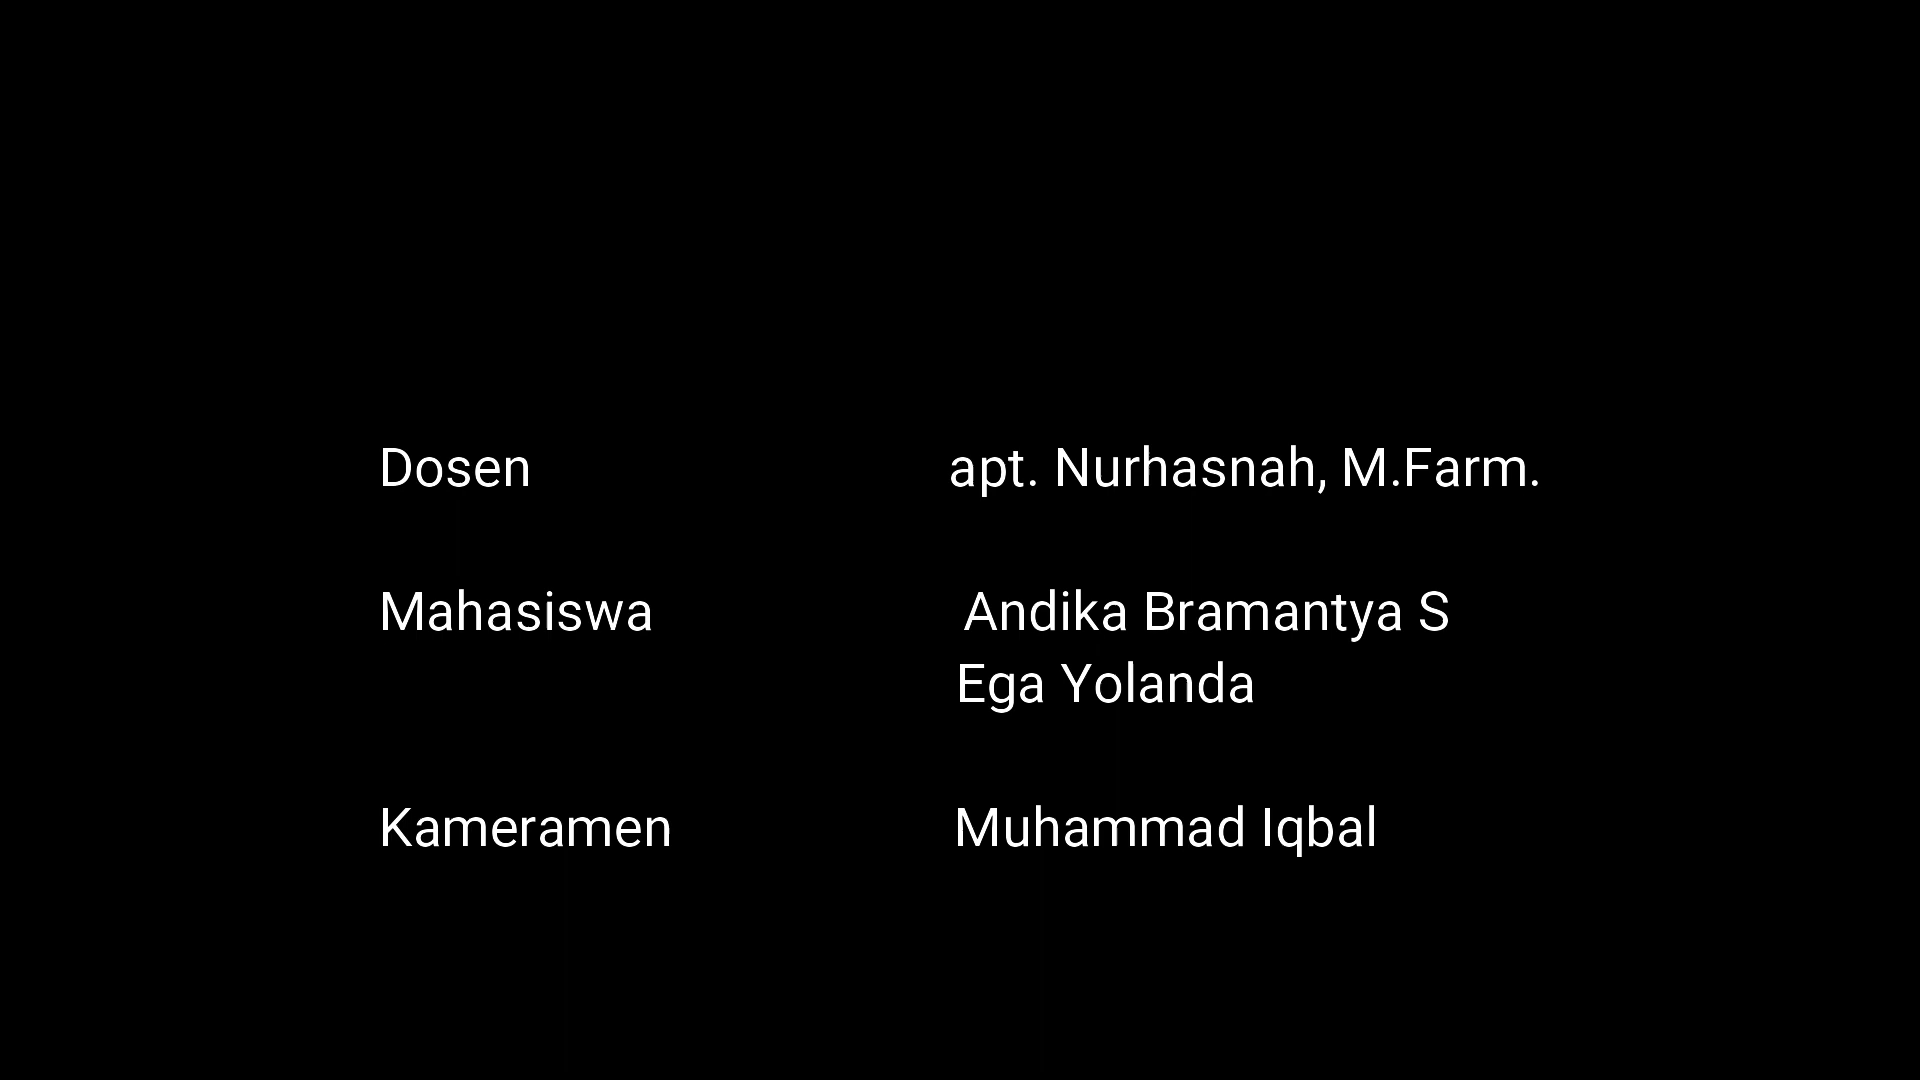 Dosen apt. Nurhasnah, M.Farm.
Mahasiswa Andika Bramantya S
Ega Yolanda
Kameramen Muhammad Iqbal